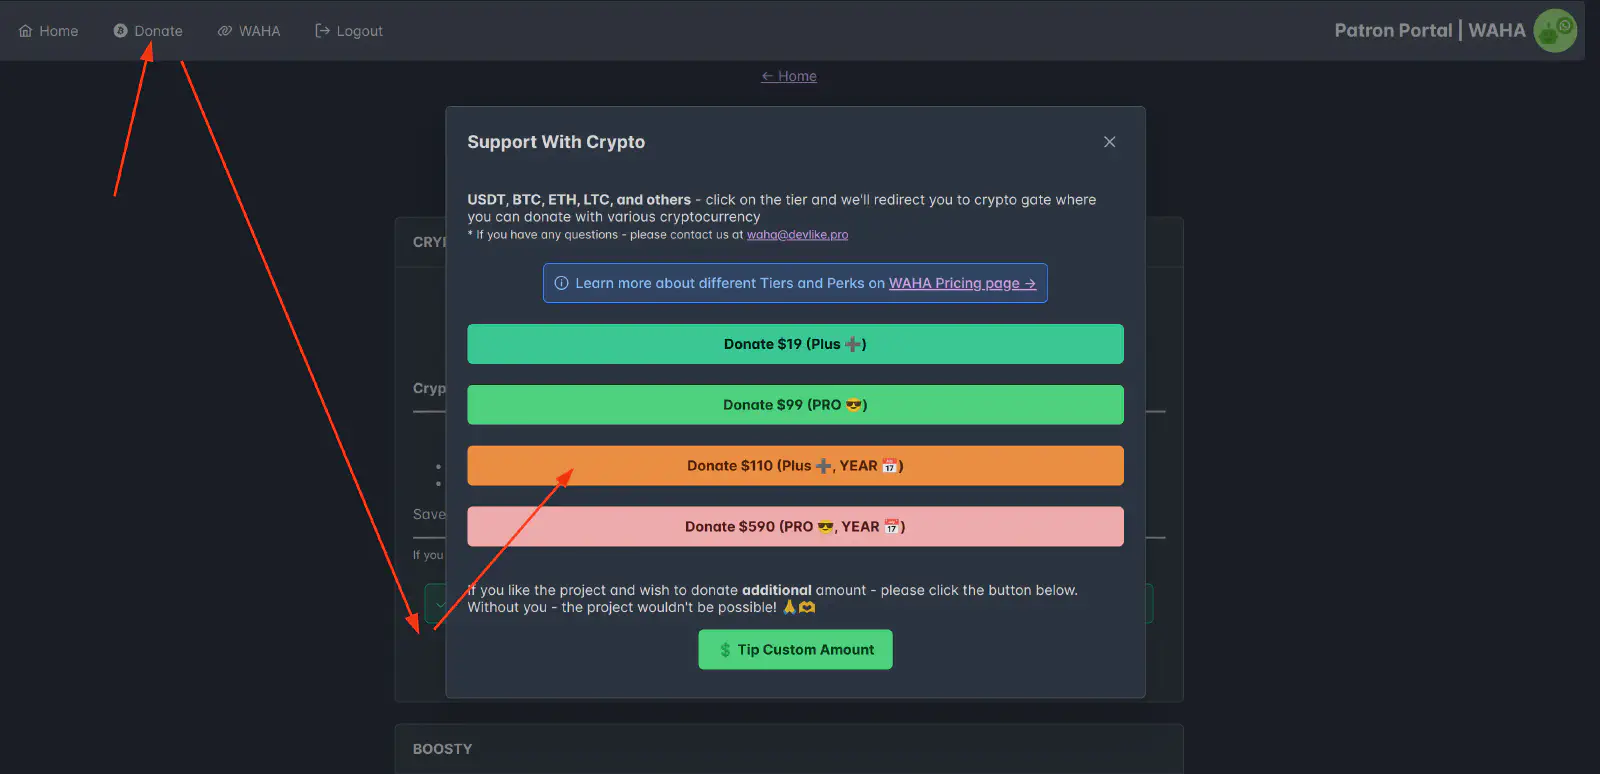 Home
Donate
WAHA
Logout
Patron Portal | WAHA
← Home
Support With Crypto
USDT, BTC, ETH, LTC, and others - click on the tier and we'll redirect you to crypto gate where
you can donate with various cryptocurrency
* If you have any questions - please contact us at waha@devlike.pro
Learn more about different Tiers and Perks on WAHA Pricing page →
Donate $19 (Plus ➕)
Donate $99 (PRO 😎)
Donate $110 (Plus ➕, YEAR 📅)
Donate $590 (PRO 😎, YEAR 📅)
If you like the project and wish to donate additional amount - please click the button below.
Without you - the project wouldn't be possible! 🙏🫶
💲 Tip Custom Amount
CRY
Cryp
Save
If you
BOOSTY